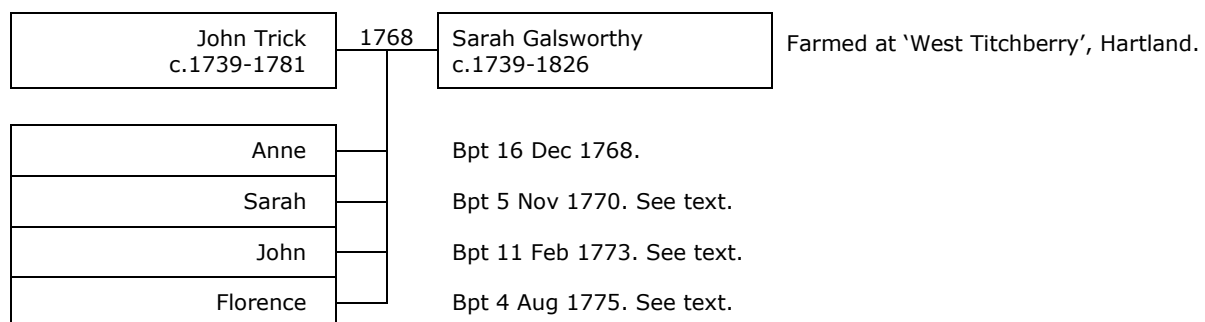 John Trick 1768 Sarah Galsworthy Farmed at ‘West Titchberry’, Hartland.
c.1739-1781 c.1739-1826
Anne Bpt 16 Dec 1768.
Sarah Bpt 5 Nov 1770. See text.
John Bpt 11 Feb 1773. See text.
Florence Bpt 4 Aug 1775. See text.